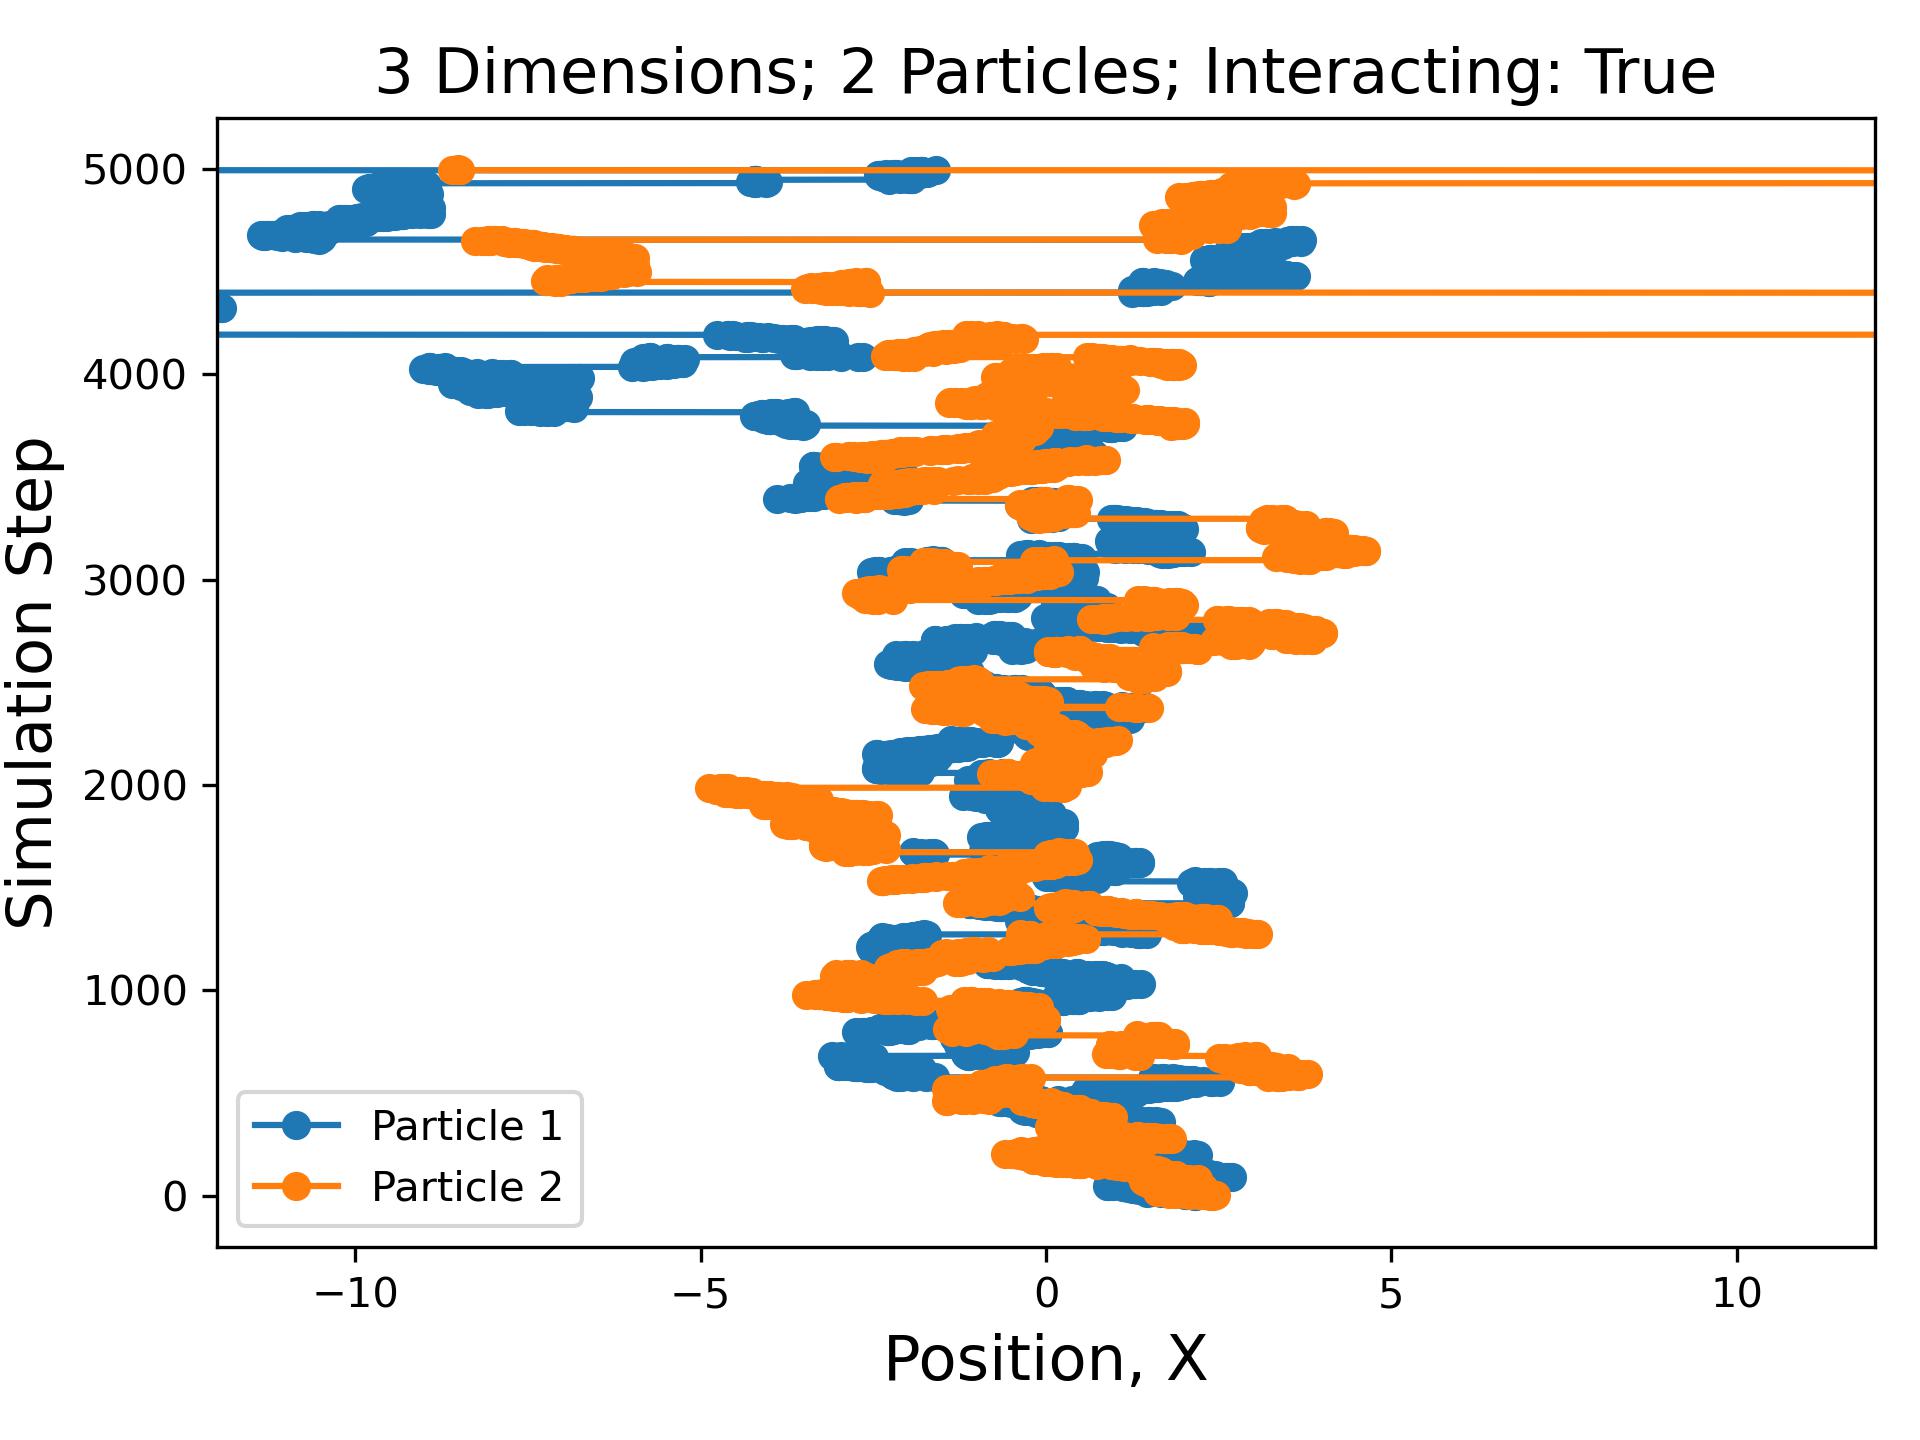 3 Dimensions; 2 Particles; Interacting: True
Simulation Step
5000
4000
3000
2000
1000
0
Particle 1
Particle 2
−10
−5
0
5
10
Position, X